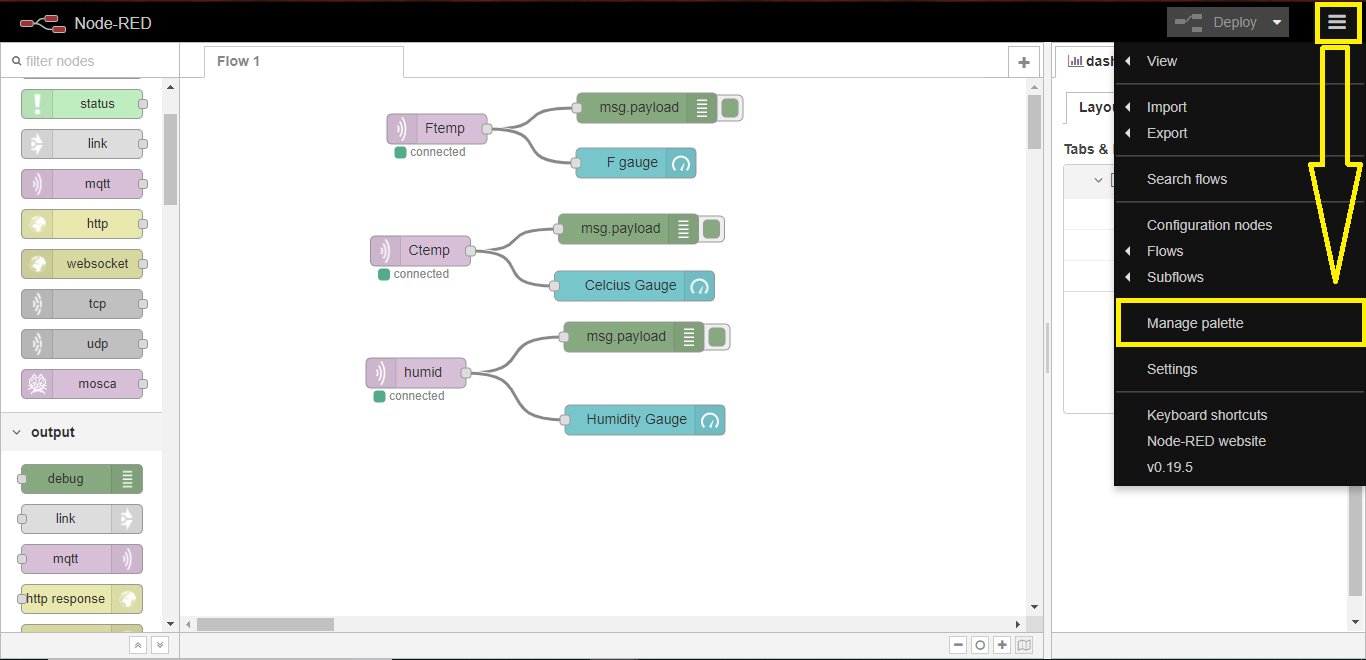 Node-RED
Deploy
filter nodes
status
link
mqtt
http
websocket
tcp
udp
mosca
output
debug
link
mqtt
http response
Flow 1
Ftemp
connected
msg.payload
F gauge
Ctemp
connected
msg.payload
Celcius Gauge
humid
connected
msg.payload
Humidity Gauge
Tabs &
View
Import
Export
Search flows
Configuration nodes
Flows
Subflows
Manage palette
Settings
Keyboard shortcuts
Node-RED website
v0.19.5